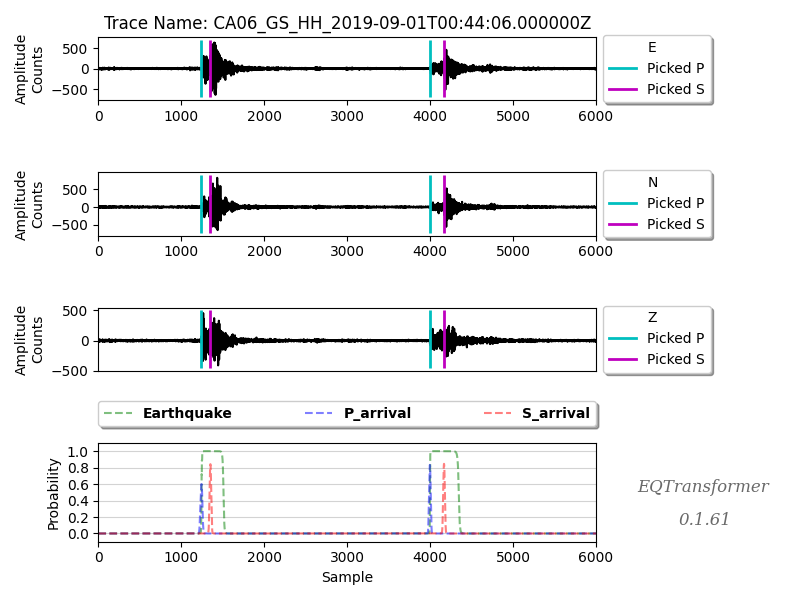 Trace Name: CA06_GS_HH_2019-09-01T00:44:06.000000Z
Amplitude
Counts
500
0
−500
0 1000 2000 3000 4000 5000 6000
E
Picked P
Picked S
Amplitude
Counts
500
0
−500
0 1000 2000 3000 4000 5000 6000
N
Picked P
Picked S
Amplitude
Counts
500
0
−500
0 1000 2000 3000 4000 5000 6000
Z
Picked P
Picked S
Earthquake P_arrival S_arrival
Probability
1.0
0.8
0.6
0.4
0.2
0.0
0 1000 2000 3000 4000 5000 6000
Sample
EQTransformer
0.1.61